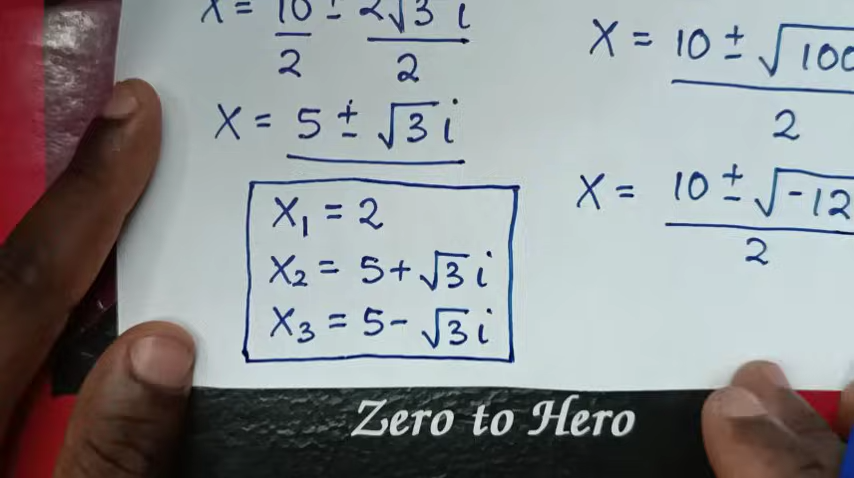 X = 10/2 ± 2√3 i/2
X = 5 ± √3 i
X₁ = 2
X₂ = 5 + √3 i
X₃ = 5 - √3 i
X = 10 ± √100
2
X = 10 ± √-12
2
Zero to Hero